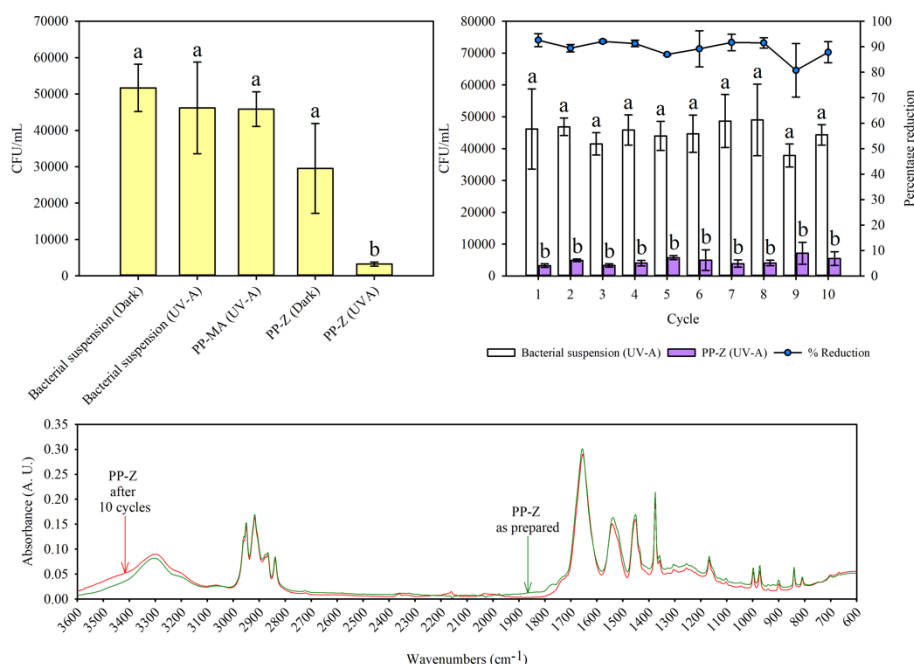 70000
60000
50000
40000
30000
20000
10000
0
CFU/mL
a
a
a
a
b
Bacterial suspension (Dark)
Bacterial suspension (UV-A)
PP-MA (UV-A)
PP-Z (Dark)
PP-Z (UVA)
80000
70000
60000
50000
40000
30000
20000
10000
0
CFU/mL
a a a a a a a a a a
b b b b b b b b b b
1 2 3 4 5 6 7 8 9 10
Cycle
100
90
80
70
60
50
40
30
20
10
0
Percentage reduction
Bacterial suspension (UV-A) PP-Z (UV-A) % Reduction
0.35
0.30
0.25
0.20
0.15
0.10
0.05
0.00
Absorbance (A. U.)
PP-Z
after
10 cycles
PP-Z
as prepared
3600 3500 3400 3300 3200 3100 3000 2900 2800 2700 2600 2500 2400 2300 2200 2100 2000 1900 1800 1700 1600 1500 1400 1300 1200 1100 1000 900 800 700 600
Wavenumbers (cm-1)